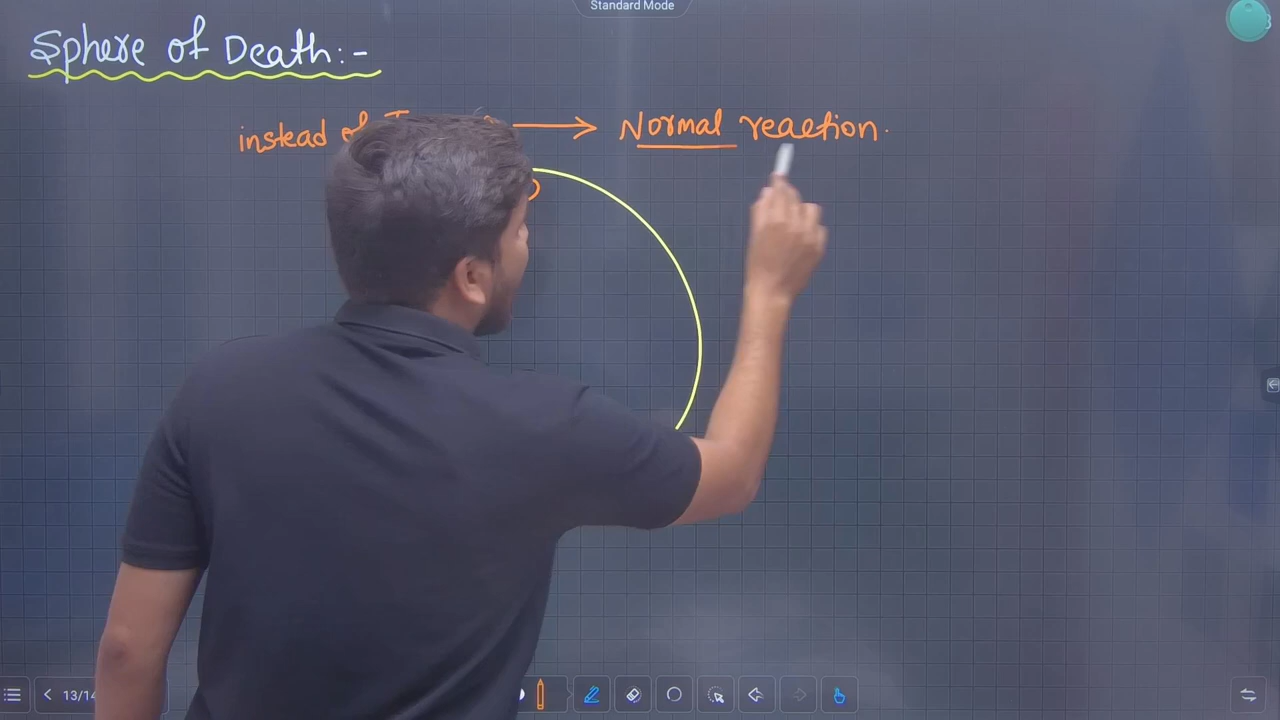 Standard Mode
Sphere of Death:-
instead of → Normal reaction.
13/14